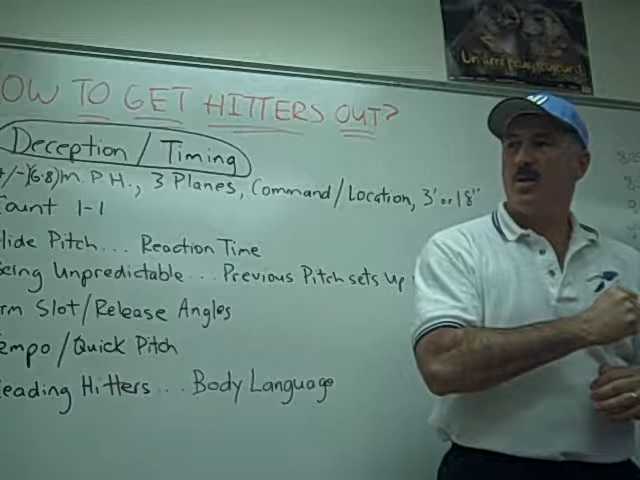 OW TO GET HITTERS OUT?
Deception / Timing
+/-)(6-8) M.P.H., 3 Planes, Command/Location, 3' or 18"
Count 1-1
lide Pitch... Reaction Time
eing Unpredictable... Previous Pitch sets up
rm Slot/Release Angles
empo/Quick Pitch
eading Hitters... Body Language